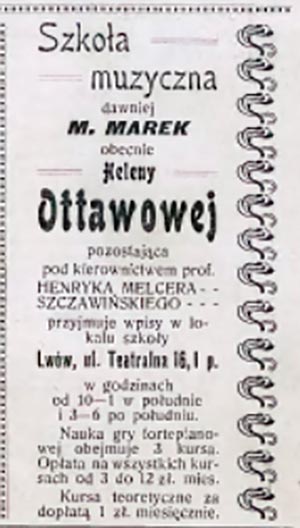 Szkoła
muzyczna
dawniej
M. MAREK
obecnie
Heleny
Ottawowej
pozostająca
pod kierownictwem prof.
HENRYKA MELCERA - -
SZCZAWIŃSKIEGO - - -
przyjmuje wpisy w lo-
kalu szkoły
Lwów, ul. Teatralna 16, I p.
w godzinach
od 10—1 w południe
i 3—6 po południu.
Nauka gry fortepiano-
wej obejmuje 3 kursa.
Opłata na wszystkich kur-
sach od 3 do 12 zł. mies.
Kursa teoretyczne za
dopłatą 1 zł. miesięcznie.